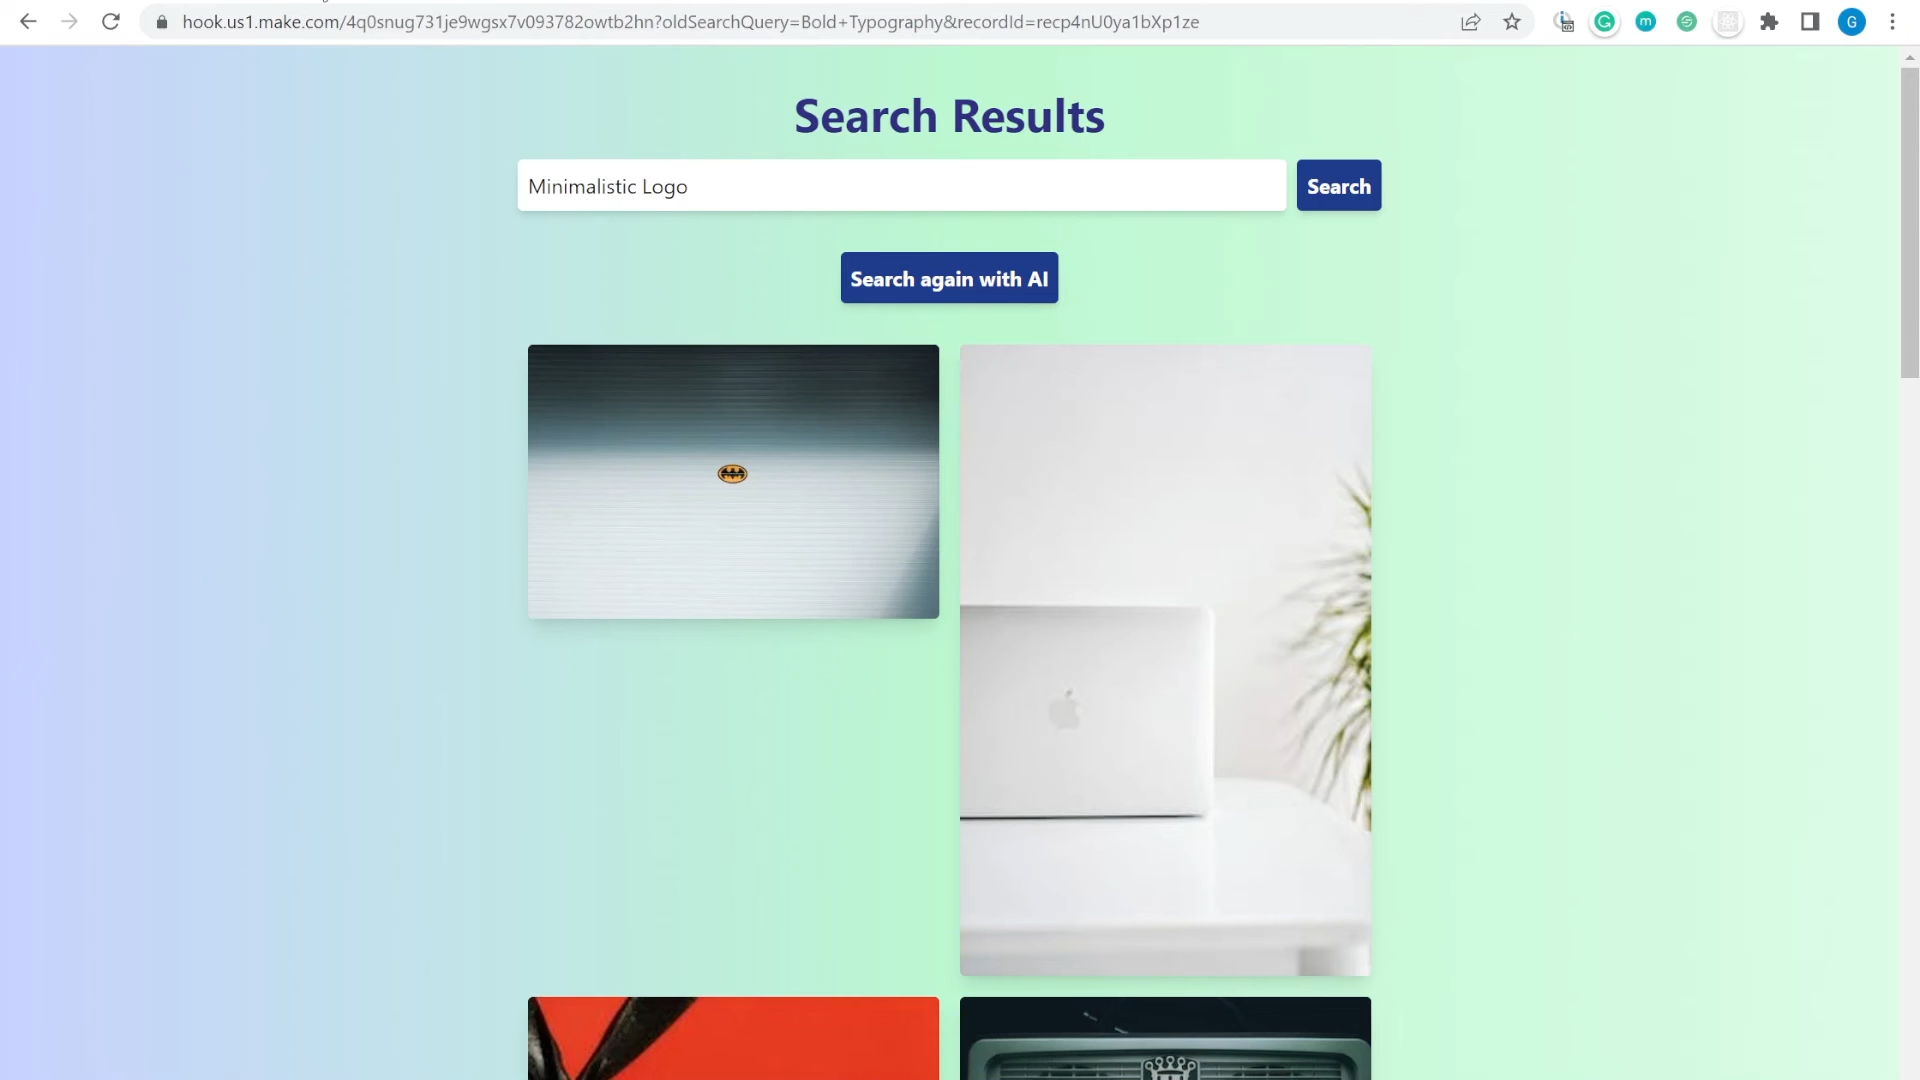 hook.us1.make.com/4q0snug731je9wgsx7v093782owtb2hn?oldSearchQuery=Bold+Typography&recordId=recp4nU0ya1bXp1ze
G
m
G
Search Results
Minimalistic Logo
Search
Search again with AI